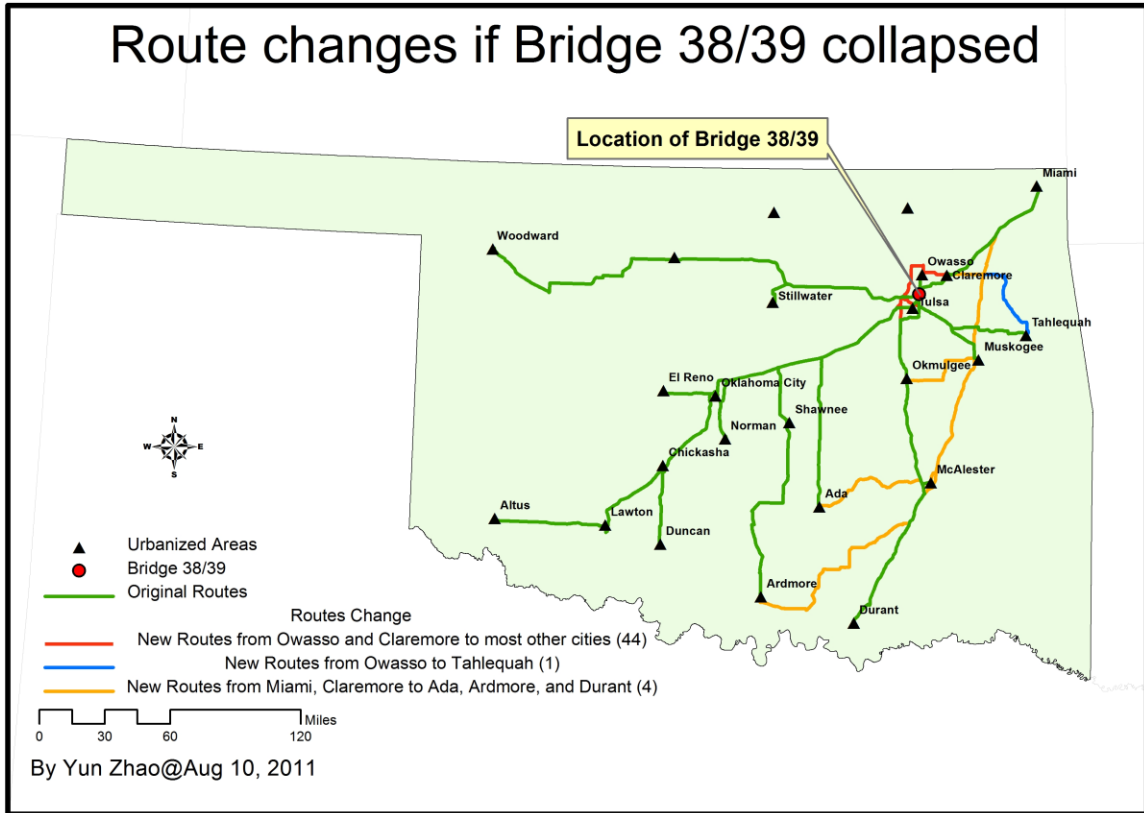 Route changes if Bridge 38/39 collapsed
Location of Bridge 38/39
Miami
Woodward
Owasso
Claremore
Stillwater
Tulsa
Tahlequah
Muskogee
Okmulgee
El Reno
Oklahoma City
Shawnee
Norman
Chickasha
McAlester
Ada
Altus
Lawton
Duncan
Ardmore
Durant
N
W
E
S
Urbanized Areas
Bridge 38/39
Original Routes
Routes Change
New Routes from Owasso and Claremore to most other cities (44)
New Routes from Owasso to Tahlequah (1)
New Routes from Miami, Claremore to Ada, Ardmore, and Durant (4)
Miles
0 30 60 120
By Yun Zhao@Aug 10, 2011